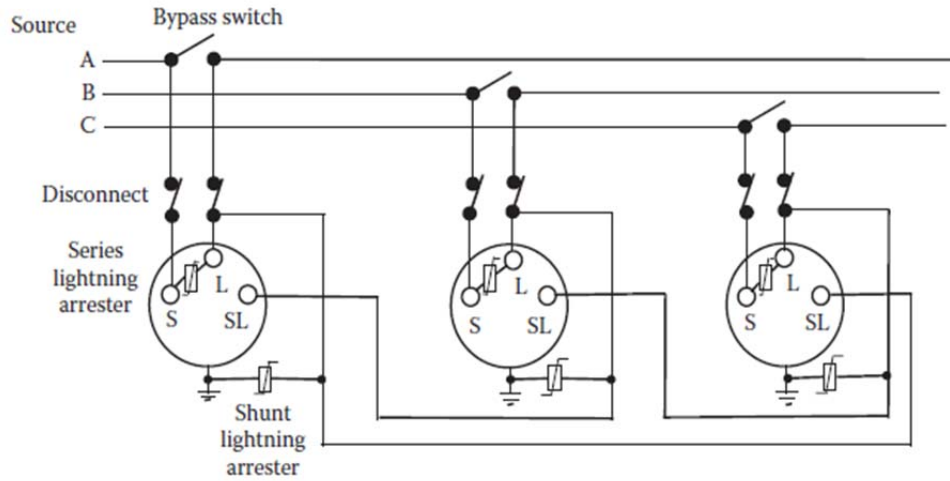 Source
Bypass switch
A
B
C
Disconnect
Series
lightning
arrester
L
S
SL
L
S
SL
L
S
SL
Shunt
lightning
arrester